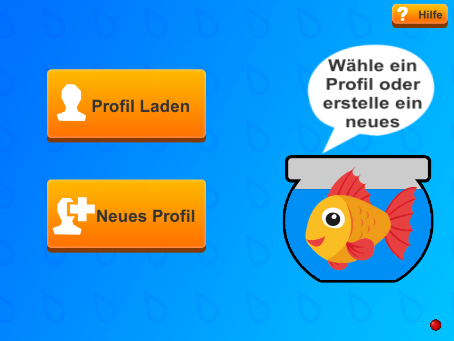 ? Hilfe
Wähle ein
Profil oder
erstelle ein
neues
Profil Laden
Neues Profil